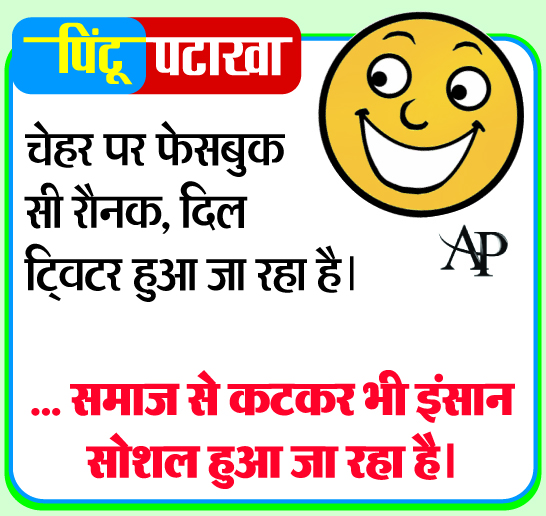 पिंटू पटाखा
चेहर पर फेसबुक
सी रौनक, दिल
ट्विटर हुआ जा रहा है।
AP
... समाज से कटकर भी इंसान
सोशल हुआ जा रहा है।